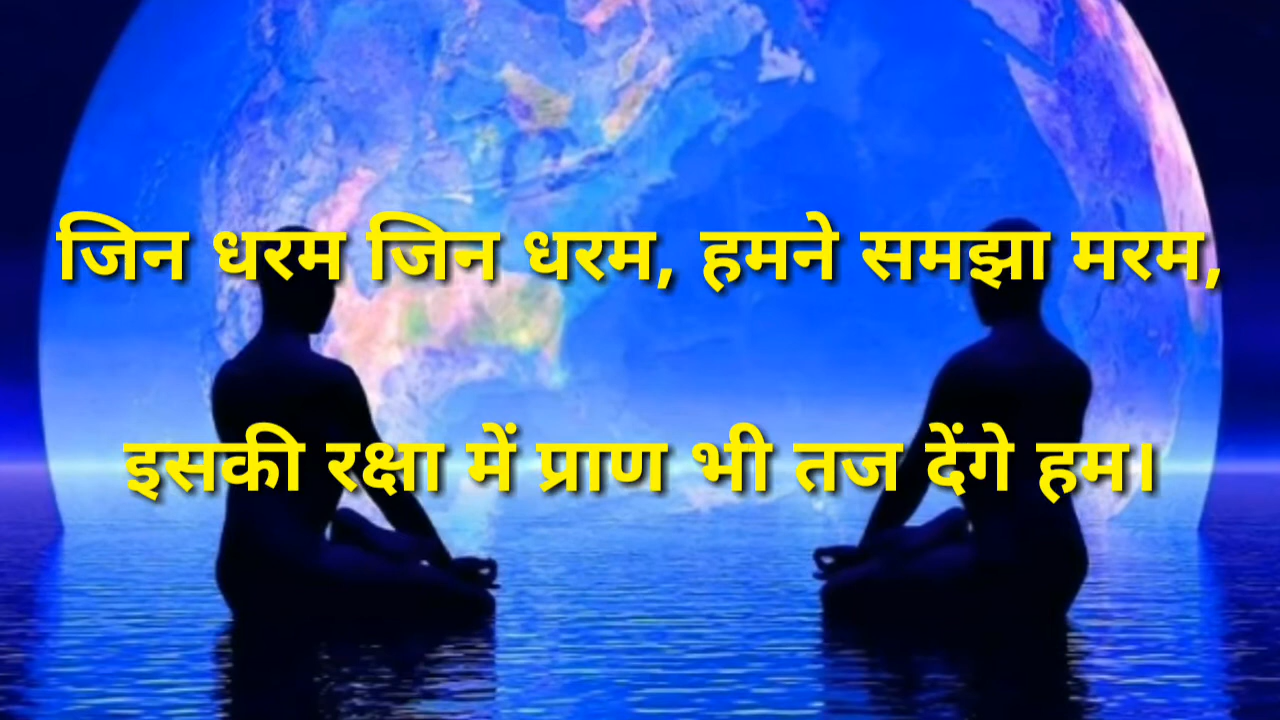 जिन धरम जिन धरम, हमने समझा मरम,
इसकी रक्षा में प्राण भी तज देंगे हम।